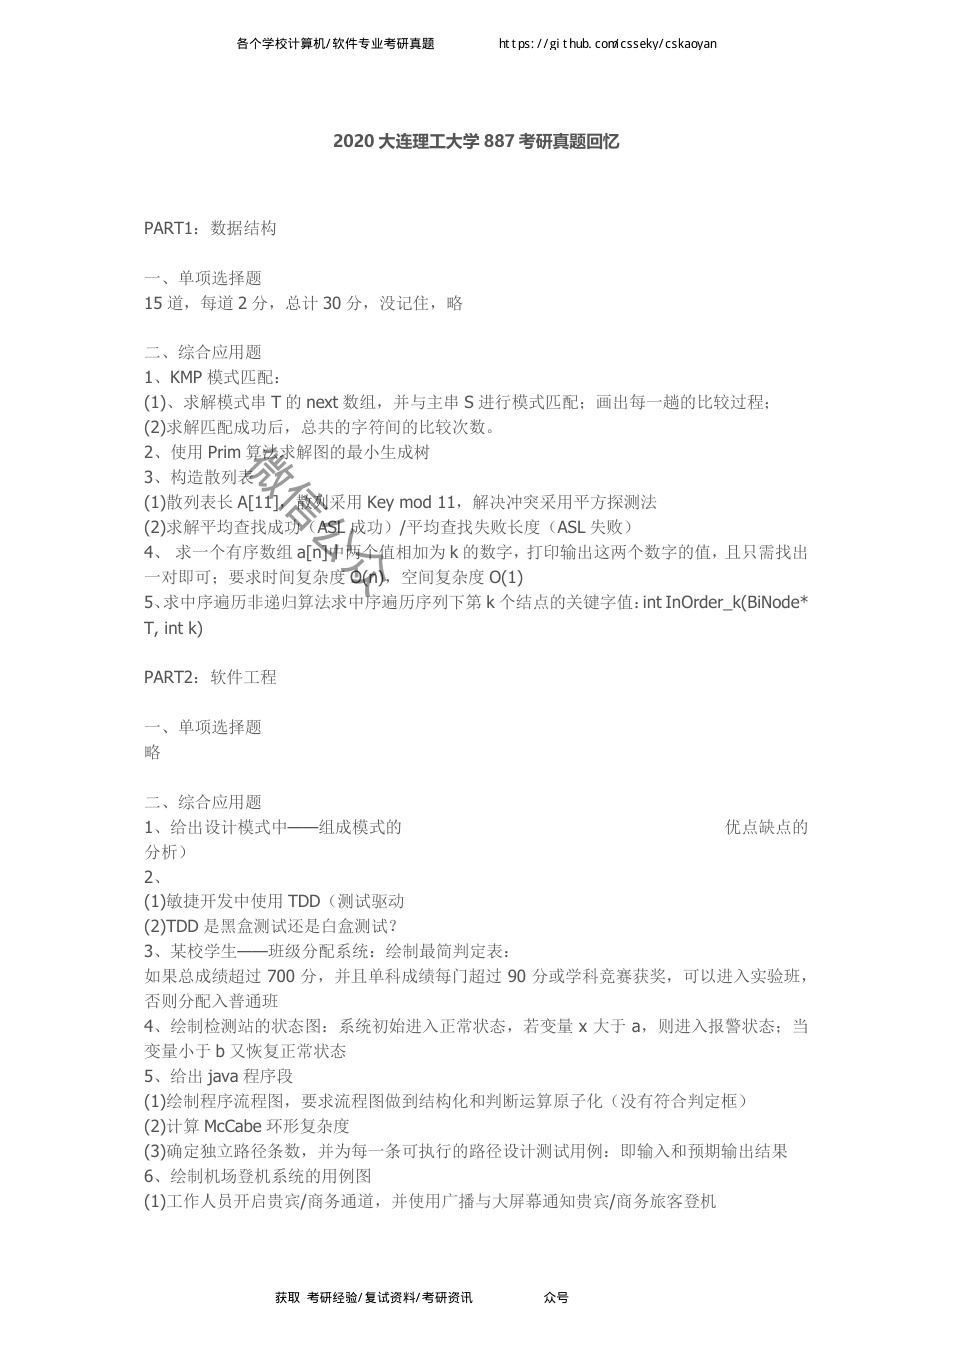 各个学校计算机/软件专业考研真题 https://github.com/csseky/cskaoyan
2020 大连理工大学 887 考研真题回忆
PART1：数据结构
一、单项选择题
15 道，每道 2 分，总计 30 分，没记住，略
二、综合应用题
1、KMP 模式匹配：
(1)、求解模式串 T 的 next 数组，并与主串 S 进行模式匹配；画出每一趟的比较过程；
(2)求解匹配成功后，总共的字符间的比较次数。
2、使用 Prim 算法求解图的最小生成树
3、构造散列表
(1)散列表长 A[11]，散列采用 Key mod 11，解决冲突采用平方探测法
(2)求解平均查找成功（ASL 成功）/平均查找失败长度（ASL 失败）
4、 求一个有序数组 a[n]中两个值相加为 k 的数字，打印输出这两个数字的值，且只需找出
一对即可；要求时间复杂度 O(n)，空间复杂度 O(1)
5、求中序遍历非递归算法求中序遍历序列下第 k 个结点的关键字值：int InOrder_k(BiNode*
T, int k)
微信公众
PART2：软件工程
一、单项选择题
略
二、综合应用题
1、给出设计模式中——组成模式的 优点缺点的
分析）
2、
(1)敏捷开发中使用 TDD（测试驱动
(2)TDD 是黑盒测试还是白盒测试？
3、某校学生——班级分配系统：绘制最简判定表：
如果总成绩超过 700 分，并且单科成绩每门超过 90 分或学科竞赛获奖，可以进入实验班，
否则分配入普通班
4、绘制检测站的状态图：系统初始进入正常状态，若变量 x 大于 a，则进入报警状态；当
变量小于 b 又恢复正常状态
5、给出 java 程序段
(1)绘制程序流程图，要求流程图做到结构化和判断运算原子化（没有符合判定框）
(2)计算 McCabe 环形复杂度
(3)确定独立路径条数，并为每一条可执行的路径设计测试用例：即输入和预期输出结果
6、绘制机场登机系统的用例图
(1)工作人员开启贵宾/商务通道，并使用广播与大屏幕通知贵宾/商务旅客登机
获取 考研经验/复试资料/考研资讯 众号